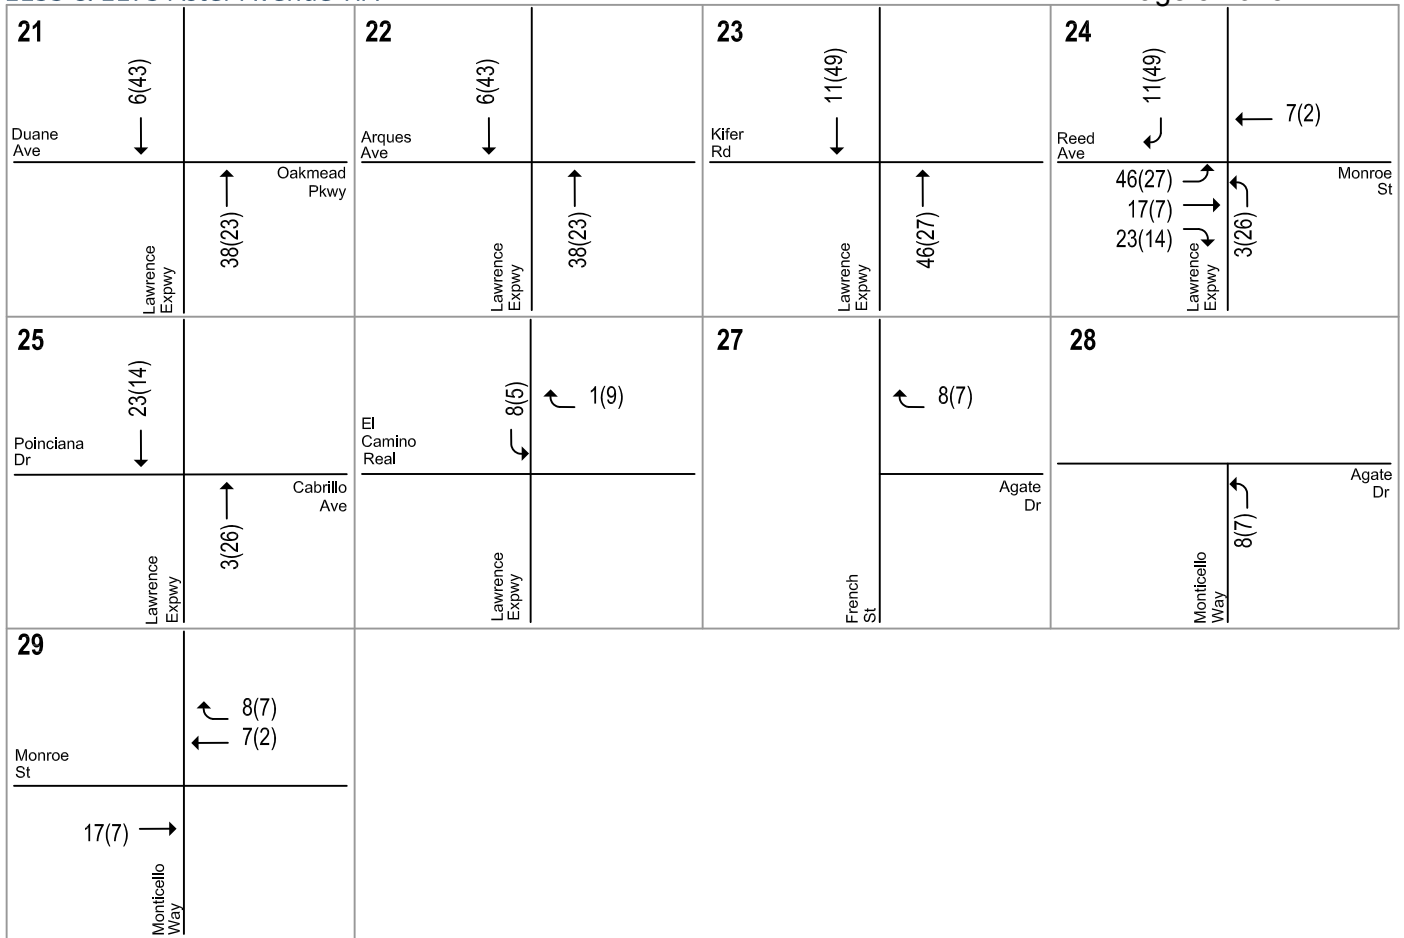 21
6(43)
Duane
Ave
Oakmead
Pkwy
38(23)
Lawrence
Expwy
22
6(43)
Arques
Ave
38(23)
Lawrence
Expwy
23
11(49)
Kifer
Rd
46(27)
Lawrence
Expwy
24
11(49)
7(2)
Reed
Ave
Monroe
St
46(27)
17(7)
23(14)
3(26)
Lawrence
Expwy
25
23(14)
Poinciana
Dr
Cabrillo
Ave
3(26)
Lawrence
Expwy
8(5)
1(9)
El
Camino
Real
Lawrence
Expwy
27
8(7)
Agate
Dr
French
St
28
Agate
Dr
8(7)
Monticello
Way
29
8(7)
7(2)
Monroe
St
17(7)
Monticello
Way